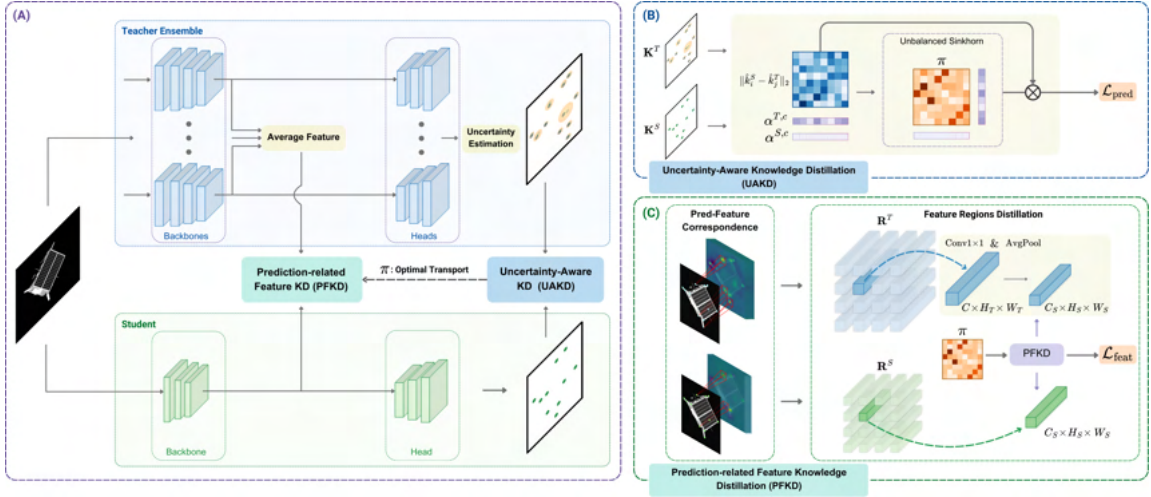 (A)
Teacher Ensemble
Average Feature
Uncertainty
Estimation
Backbones
Heads
Prediction-related
Feature KD (PFKD)
π: Optimal Transport
Uncertainty-Aware
KD (UAKD)
Student
Backbone
Head
(B)
K^T
K^S
‖k̂_i^S − k̂_j^T‖_2
α^{T,c}
α^{S,c}
Unbalanced Sinkhorn
π
⊗
L_pred
Uncertainty-Aware Knowledge Distillation
(UAKD)
(C)
Pred-Feature
Correspondence
Feature Regions Distillation
R^T
Conv1×1 & AvgPool
C×H_T×W_T
C_S×H_S×W_S
π
PFKD
L_feat
R^S
C_S×H_S×W_S
Prediction-related Feature Knowledge
Distillation (PFKD)